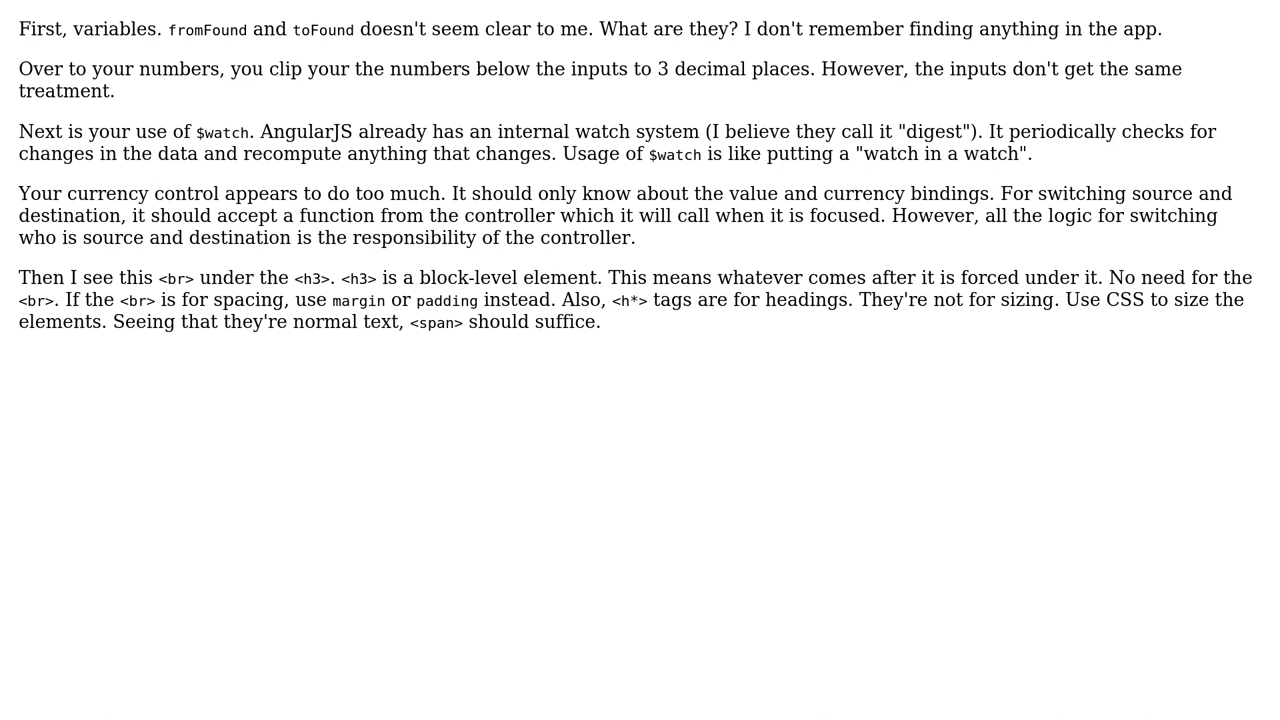 First, variables. fromFound and toFound doesn't seem clear to me. What are they? I don't remember finding anything in the app.
Over to your numbers, you clip your the numbers below the inputs to 3 decimal places. However, the inputs don't get the same
treatment.
Next is your use of $watch. AngularJS already has an internal watch system (I believe they call it "digest"). It periodically checks for
changes in the data and recompute anything that changes. Usage of $watch is like putting a "watch in a watch".
Your currency control appears to do too much. It should only know about the value and currency bindings. For switching source and
destination, it should accept a function from the controller which it will call when it is focused. However, all the logic for switching
who is source and destination is the responsibility of the controller.
Then I see this <br> under the <h3>. <h3> is a block-level element. This means whatever comes after it is forced under it. No need for the
<br>. If the <br> is for spacing, use margin or padding instead. Also, <h*> tags are for headings. They're not for sizing. Use CSS to size the
elements. Seeing that they're normal text, <span> should suffice.